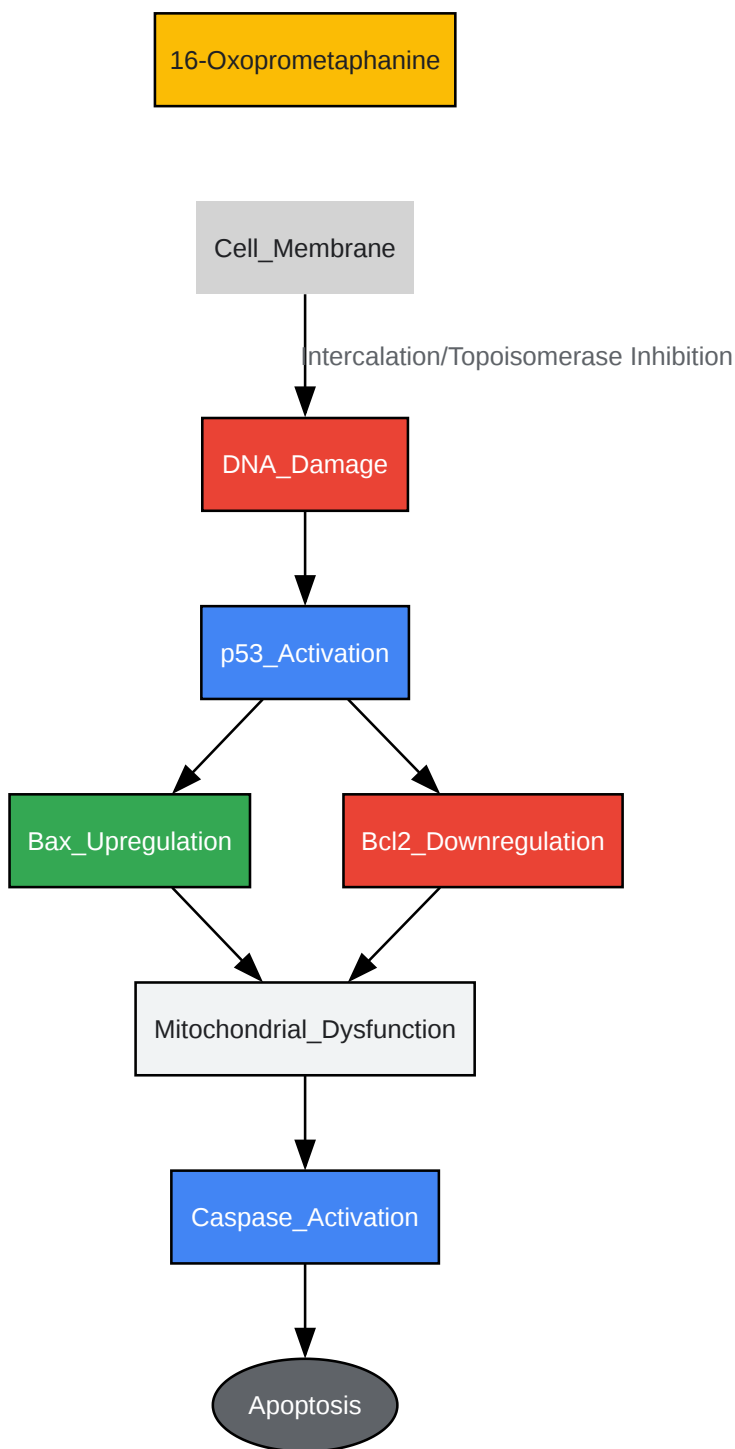 16-Oxoprometaphanine
Cell_Membrane
Intercalation/Topoisomerase Inhibition
DNA_Damage
p53_Activation
Bax_Upregulation
Bcl2_Downregulation
Mitochondrial_Dysfunction
Caspase_Activation
Apoptosis